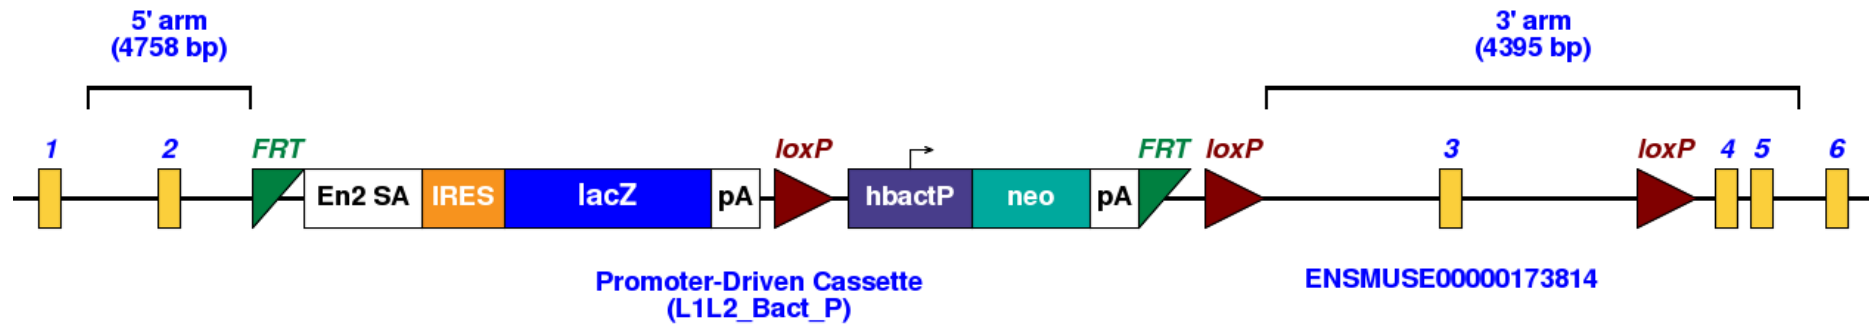 5' arm
(4758 bp)
3' arm
(4395 bp)
1 2 FRT loxP FRT loxP 3 loxP 4 5 6
En2 SA IRES lacZ pA hbactP neo pA
Promoter-Driven Cassette
(L1L2_Bact_P)
ENSMUSE00000173814